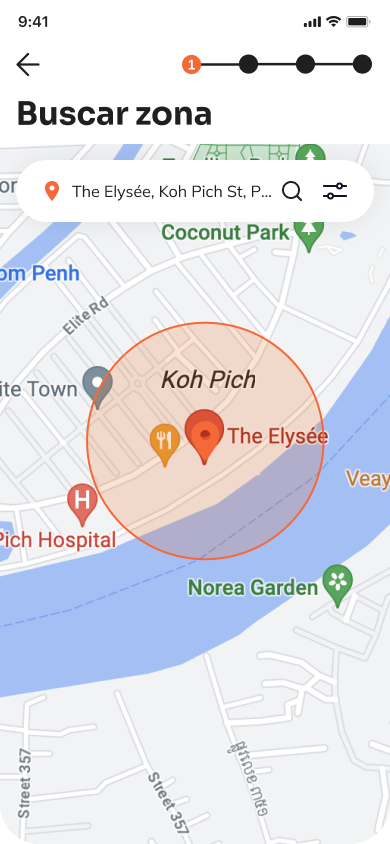 9:41
1
Buscar zona
The Elysée, Koh Pich St, P...
Coconut Park
om Penh
Elite Rd
Koh Pich
ite Town
The Elysée
Veay
H
Pich Hospital
Norea Garden
Street 357
Street 357